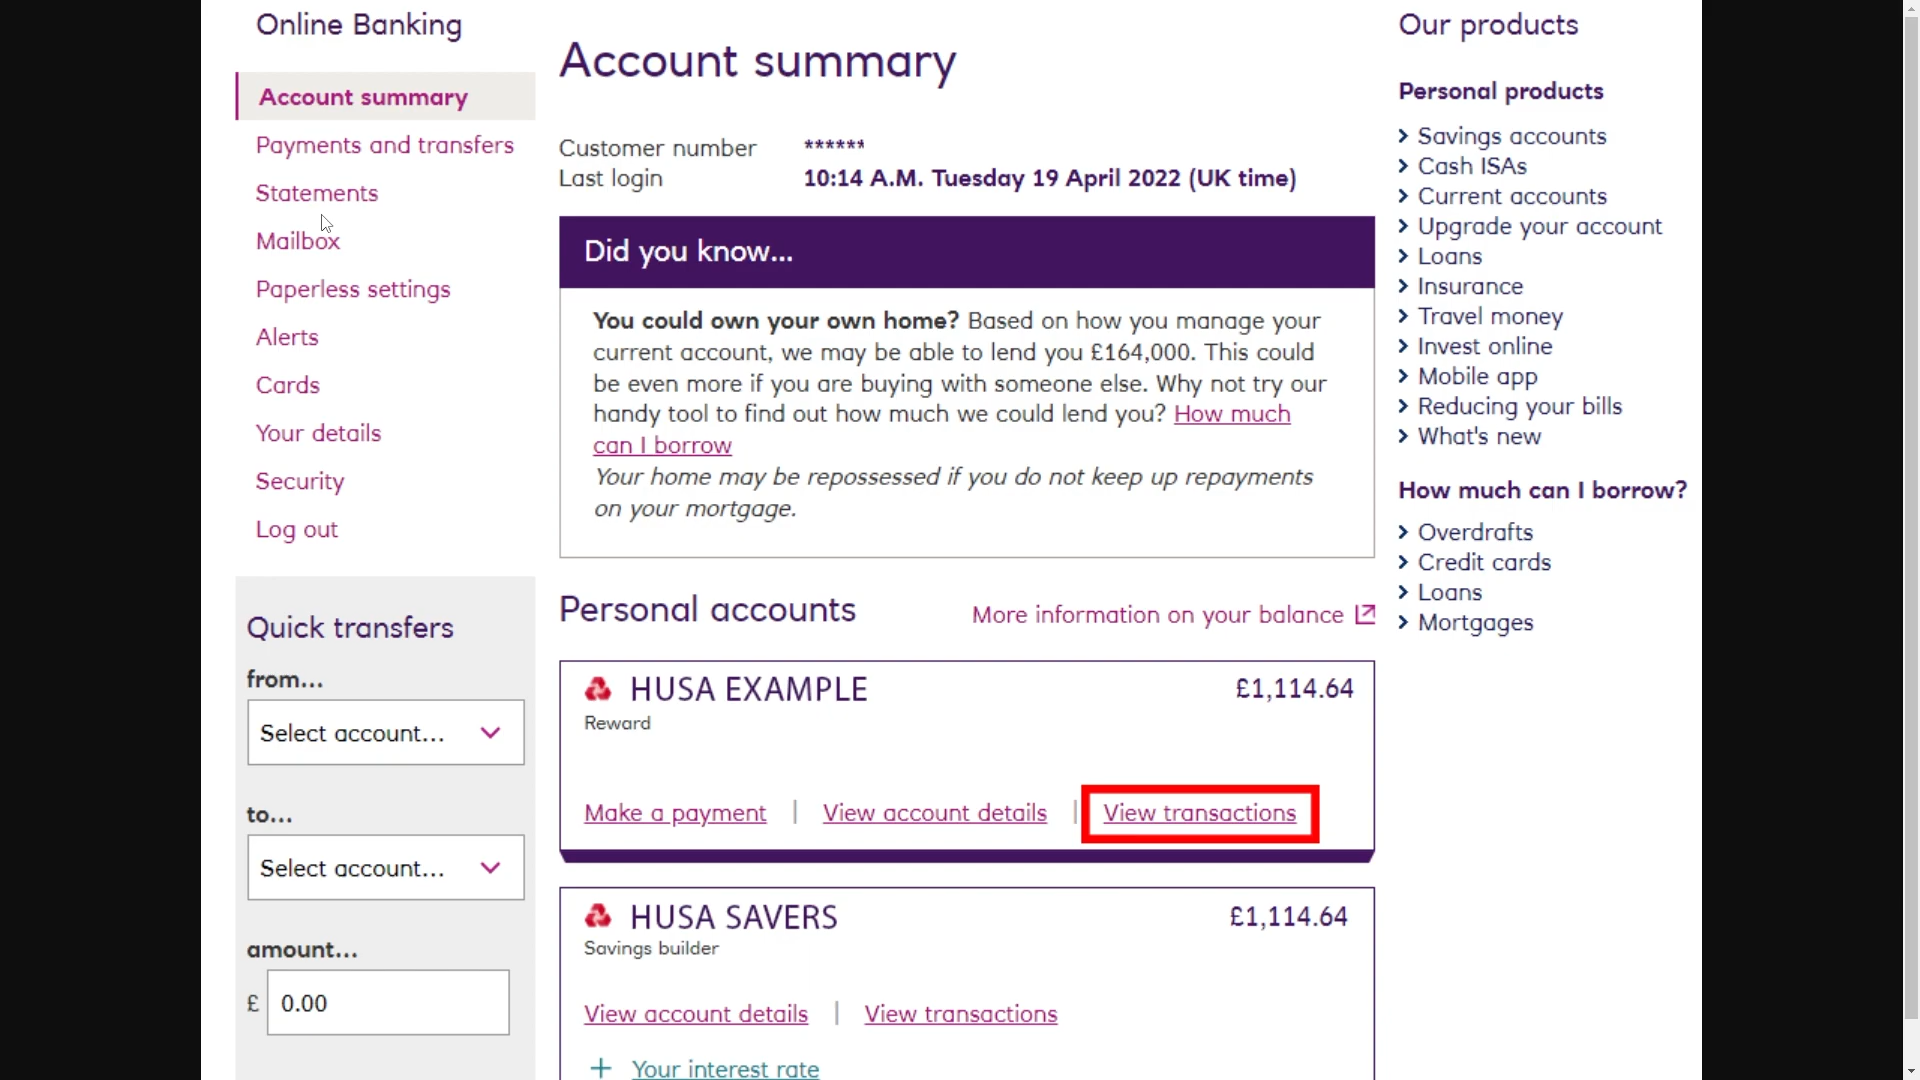 Online Banking
Account summary
Payments and transfers
Statements
Mailbox
Paperless settings
Alerts
Cards
Your details
Security
Log out
Quick transfers
from...
Select account...
to...
Select account...
amount...
£ 0.00
Account summary
Customer number ******
Last login 10:14 A.M. Tuesday 19 April 2022 (UK time)
Did you know...
You could own your own home? Based on how you manage your
current account, we may be able to lend you £164,000. This could
be even more if you are buying with someone else. Why not try our
handy tool to find out how much we could lend you? How much
can I borrow
Your home may be repossessed if you do not keep up repayments
on your mortgage.
Personal accounts More information on your balance
HUSA EXAMPLE £1,114.64
Reward
Make a payment | View account details | View transactions
HUSA SAVERS £1,114.64
Savings builder
View account details | View transactions
+ Your interest rate
Our products
Personal products
Savings accounts
Cash ISAs
Current accounts
Upgrade your account
Loans
Insurance
Travel money
Invest online
Mobile app
Reducing your bills
What's new
How much can I borrow?
Overdrafts
Credit cards
Loans
Mortgages